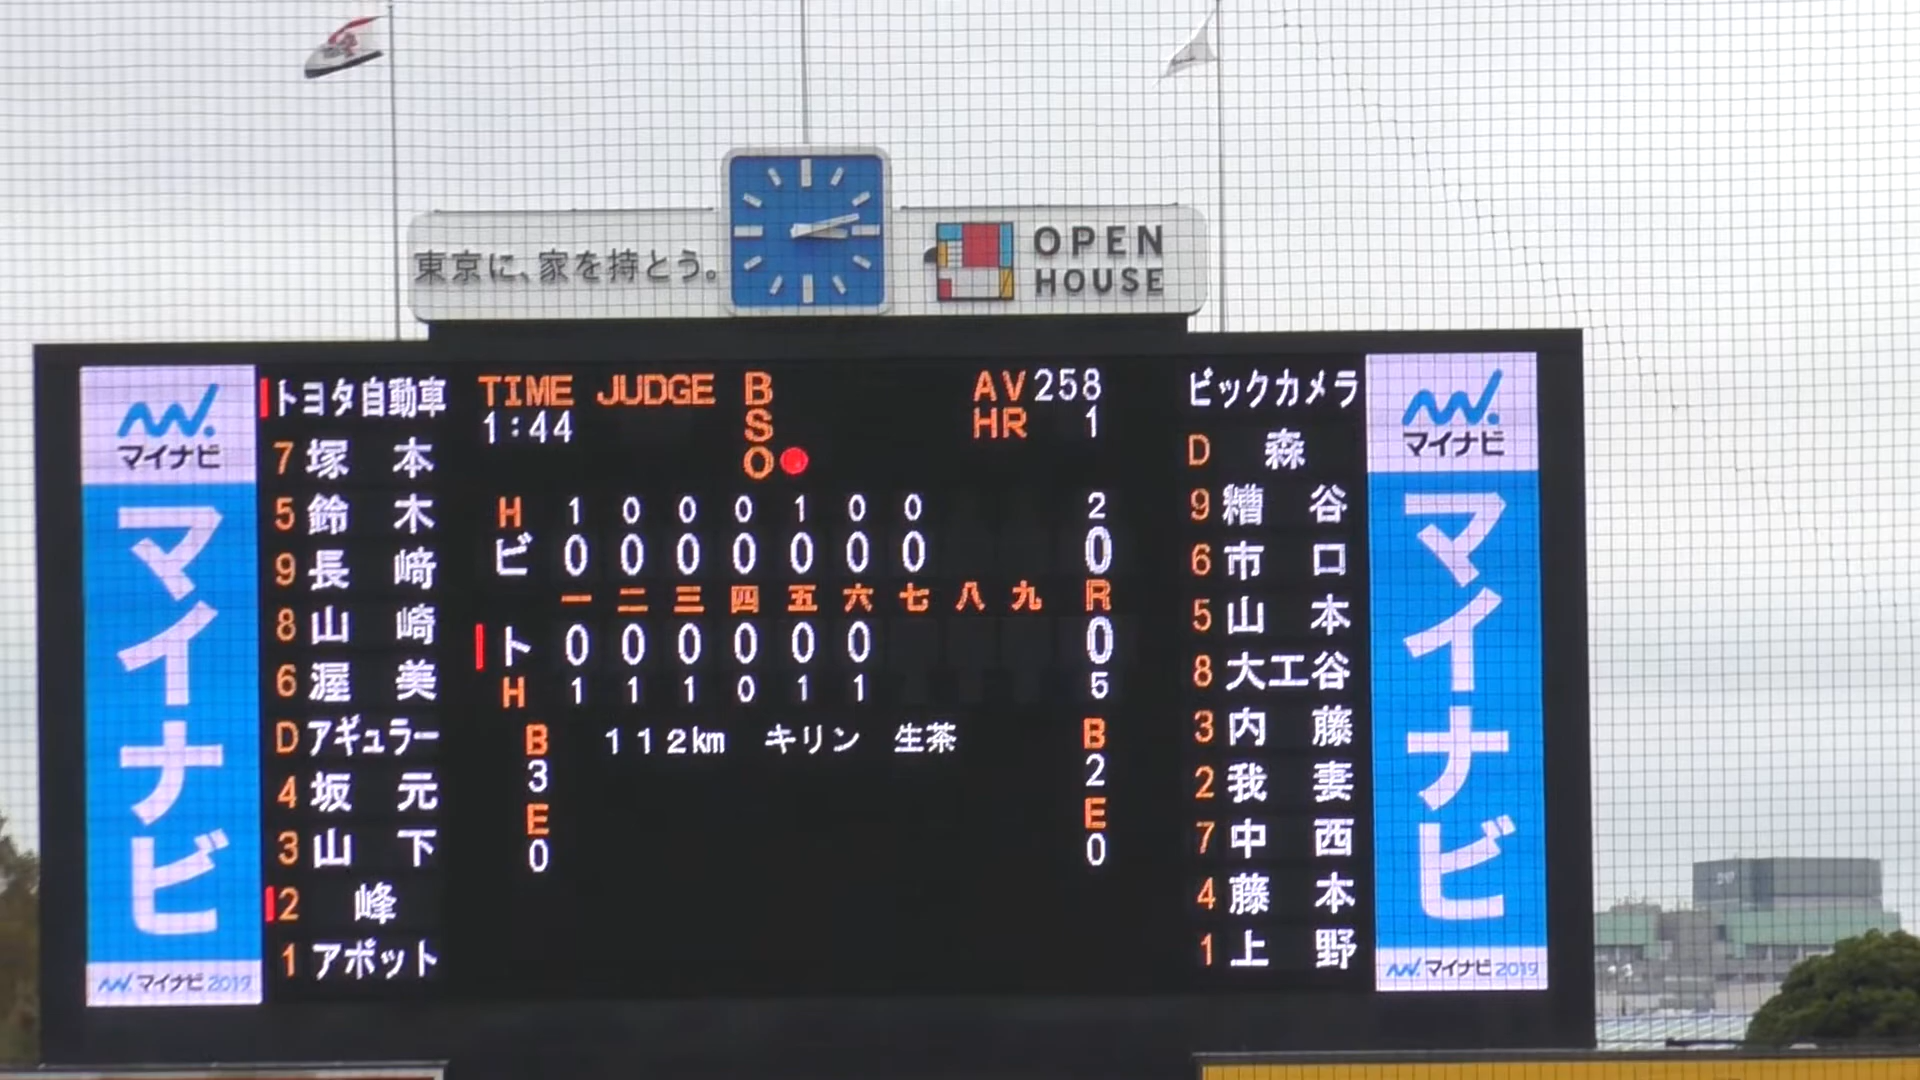 東京に、家を持とう。
OPEN
HOUSE
マイナビ
マイナビ
マイナビ2019
トヨタ自動車
7 塚本
5 鈴木
9 長﨑
8 山崎
6 渥美
D アギュラー
4 坂元
3 山下
2 峰
1 アボット
TIME JUDGE B AV258
1:44 S HR 1
O
H 1 0 0 0 1 0 0 2
ビ 0 0 0 0 0 0 0 0
一 二 三 四 五 六 七 八 九 R
ト 0 0 0 0 0 0 0
H 1 1 1 0 1 1 5
B 112km キリン 生茶 B
3 2
E E
0 0
ビックカメラ
D 森
9 糟谷
6 市口
5 山本
8 大工谷
3 内藤
2 我妻
7 中西
4 藤本
1 上野
マイナビ
マイナビ
マイナビ2019